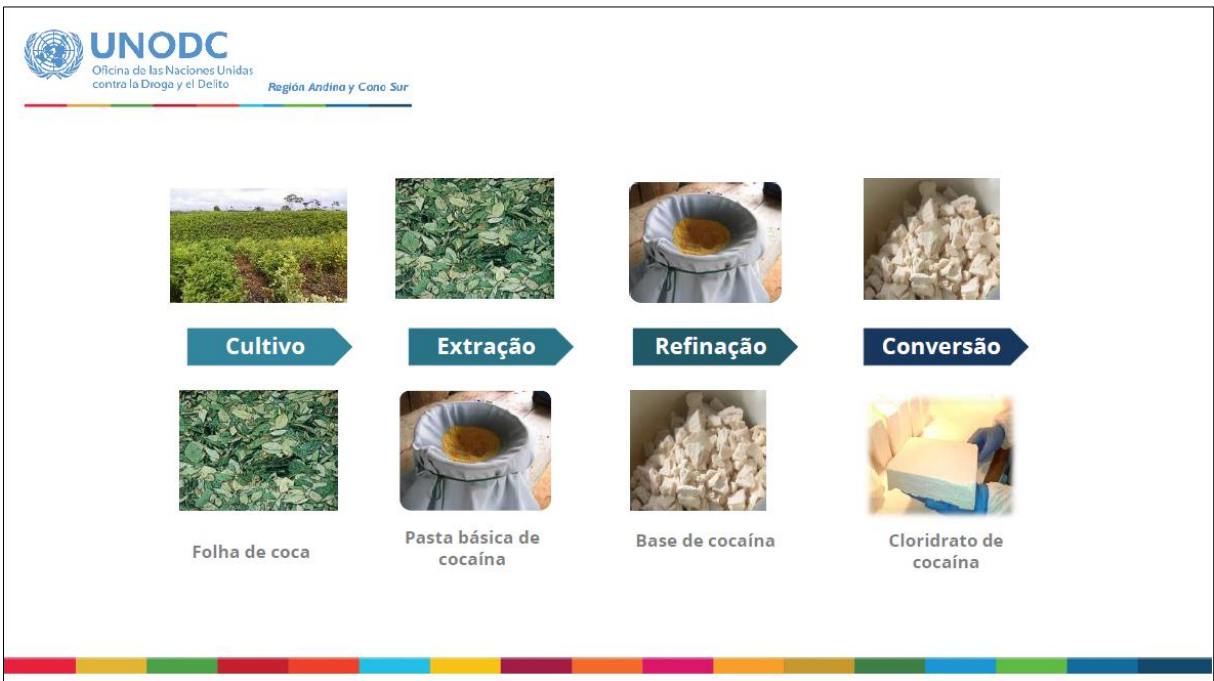 UNODC
Oficina de las Naciones Unidas
contra la Droga y el Delito
Región Andina y Cono Sur
Cultivo
Extração
Refinação
Conversão
Folha de coca
Pasta básica de
cocaína
Base de cocaína
Cloridrato de
cocaína